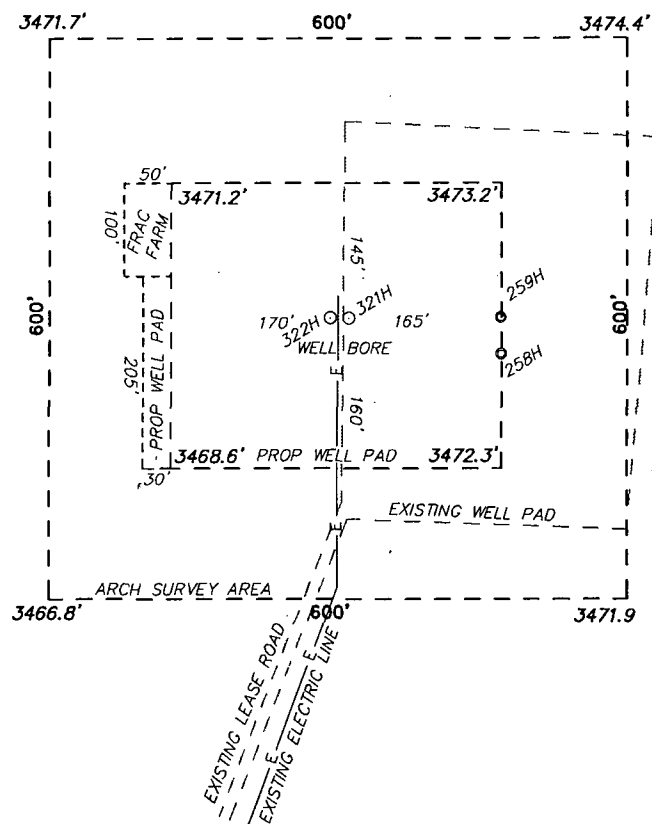 3471.7' 600' 3474.4'
50'
3471.2' 3473.2'
100'
FRAC
FARM
145'
259H
600' 170' 322H 321H 165' 600'
WELL BORE
258H
205'
PROP WELL PAD
E
160'
3468.6' PROP WELL PAD 3472.3'
30'
EXISTING WELL PAD
E
ARCH SURVEY AREA
3466.8' 600' 3471.9
EXISTING LEASE ROAD
E
E
EXISTING ELECTRIC LINE